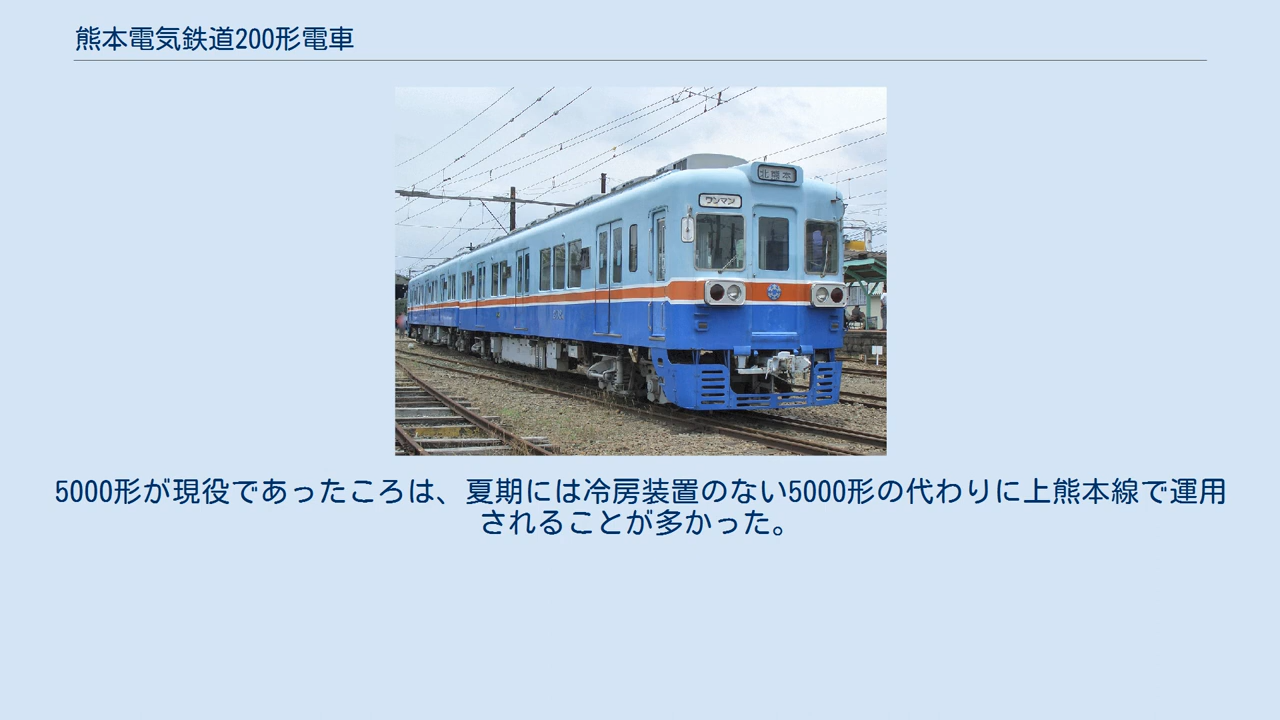 熊本電気鉄道200形電車
北熊本
ワンマン
5000形が現役であったころは、夏期には冷房装置のない5000形の代わりに上熊本線で運用
されることが多かった。